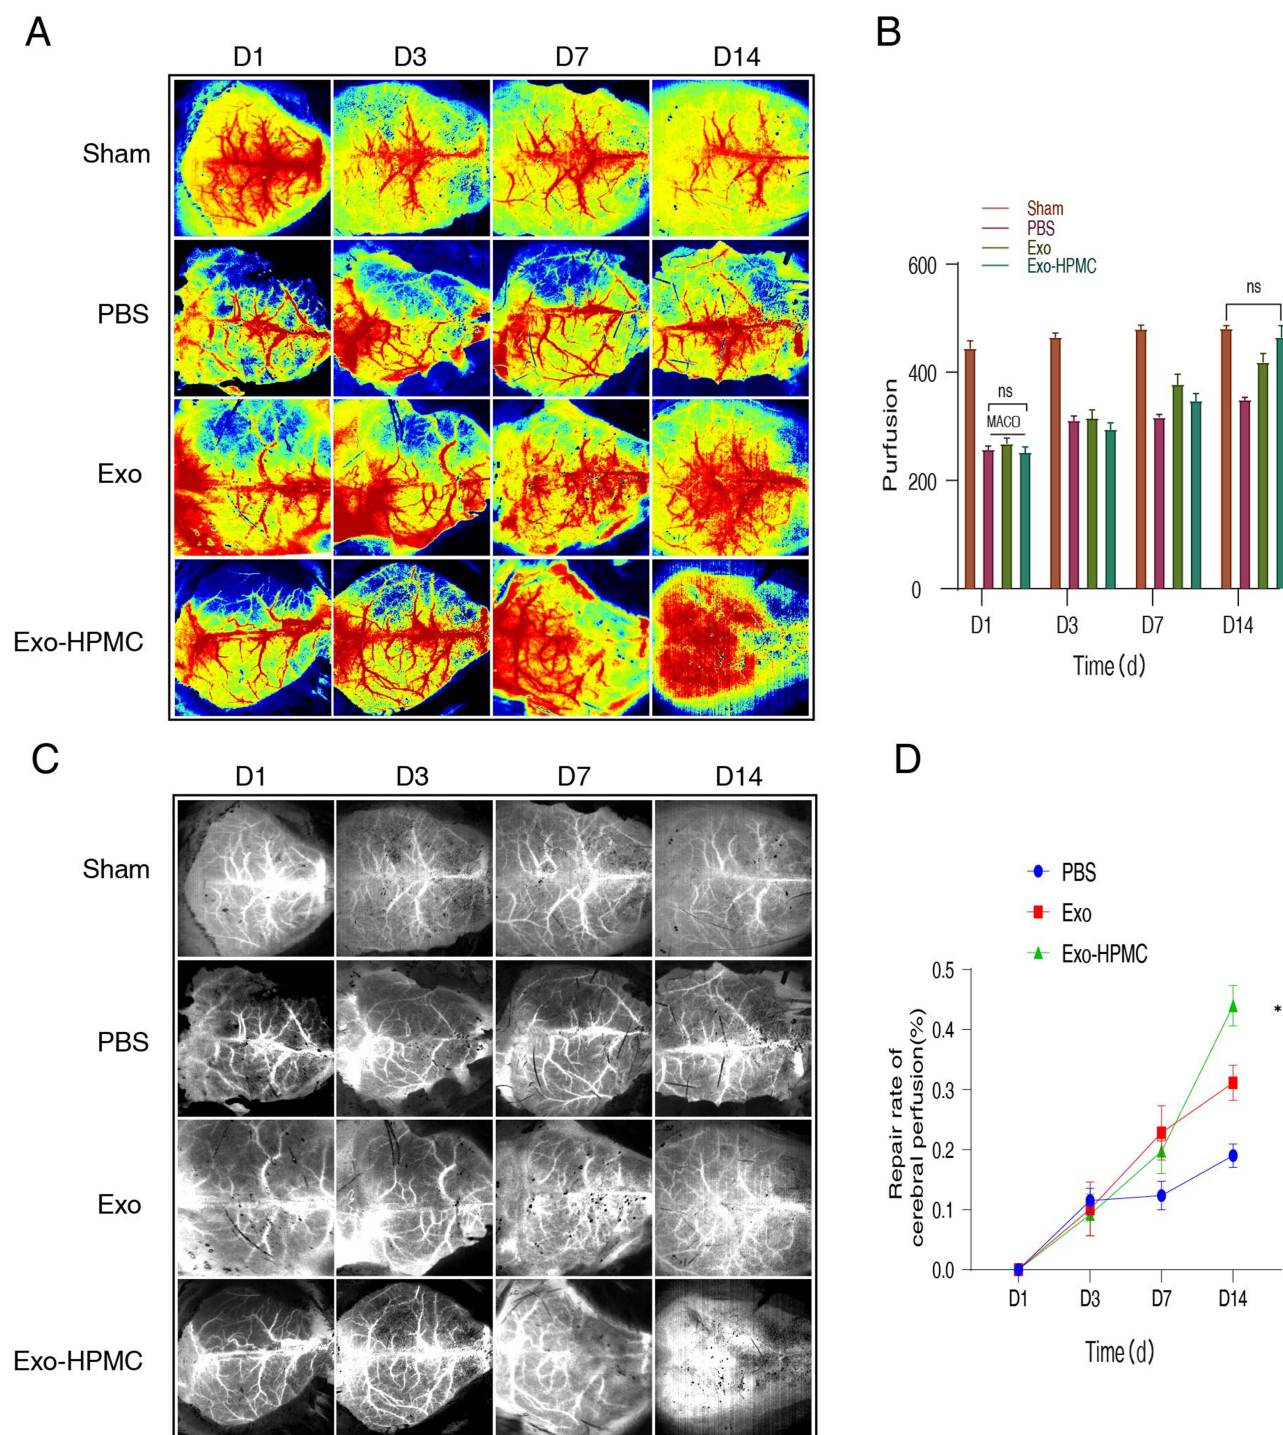 A
D1 D3 D7 D14
Sham
PBS
Exo
Exo-HPMC
B
Sham
PBS
Exo
Exo-HPMC
600
400
200
0
Purfusion
ns
MACO
ns
D1 D3 D7 D14
Time(d)
C
D1 D3 D7 D14
Sham
PBS
Exo
Exo-HPMC
D
PBS
Exo
Exo-HPMC
0.5
0.4
0.3
0.2
0.1
0.0
Repair rate of
cerebral perfusion(%)
*
D1 D3 D7 D14
Time(d)